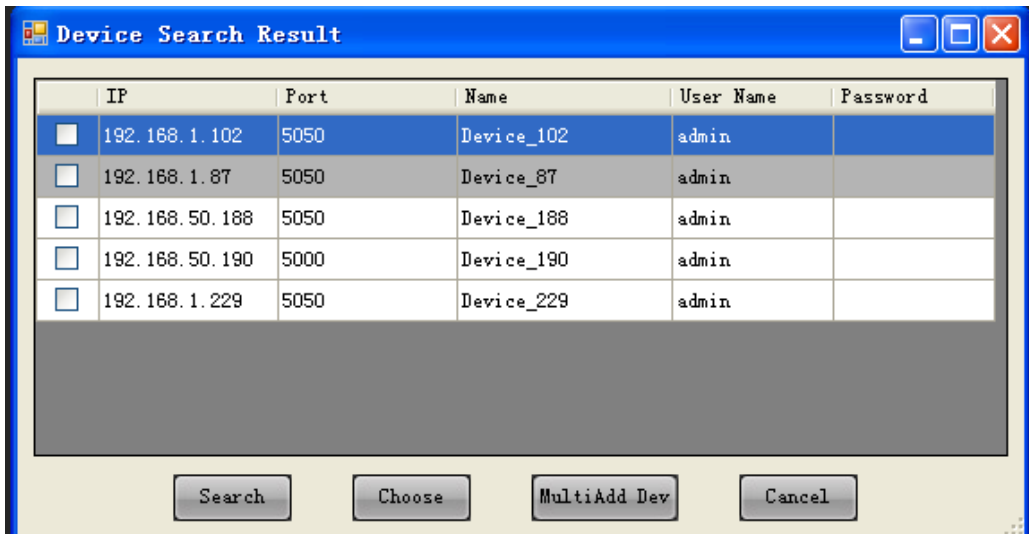 Device Search Result
IP Port Name User Name Password
192.168.1.102 5050 Device_102 admin
192.168.1.87 5050 Device_87 admin
192.168.50.188 5050 Device_188 admin
192.168.50.190 5000 Device_190 admin
192.168.1.229 5050 Device_229 admin
Search Choose MultiAdd Dev Cancel